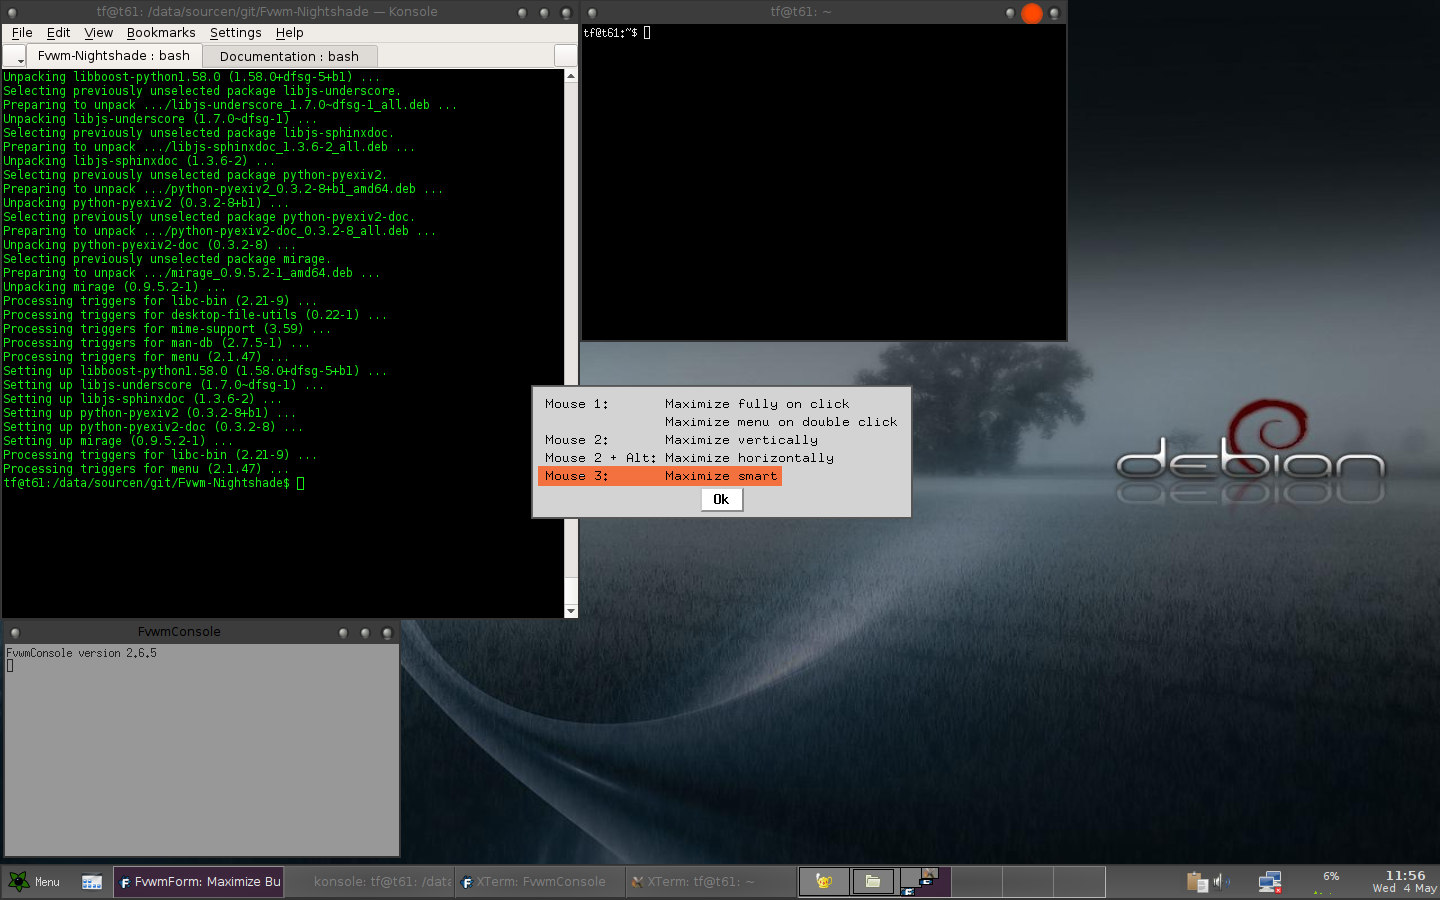 tf@t61: /data/sourcen/git/Fvwm-Nightshade — Konsole
File Edit View Bookmarks Settings Help
Fvwm-Nightshade : bash
Documentation : bash
Unpacking libboost-python1.58.0 (1.58.0+dfsg-5+b1) ...
Selecting previously unselected package libjs-underscore.
Preparing to unpack .../libjs-underscore_1.7.0~dfsg-1_all.deb ...
Unpacking libjs-underscore (1.7.0~dfsg-1) ...
Selecting previously unselected package libjs-sphinxdoc.
Preparing to unpack .../libjs-sphinxdoc_1.3.6-2_all.deb ...
Unpacking libjs-sphinxdoc (1.3.6-2) ...
Selecting previously unselected package python-pyexiv2.
Preparing to unpack .../python-pyexiv2_0.3.2-8+b1_amd64.deb ...
Unpacking python-pyexiv2 (0.3.2-8+b1) ...
Selecting previously unselected package python-pyexiv2-doc.
Preparing to unpack .../python-pyexiv2-doc_0.3.2-8_all.deb ...
Unpacking python-pyexiv2-doc (0.3.2-8) ...
Selecting previously unselected package mirage.
Preparing to unpack .../mirage_0.9.5.2-1_amd64.deb ...
Unpacking mirage (0.9.5.2-1) ...
Processing triggers for libc-bin (2.21-9) ...
Processing triggers for desktop-file-utils (0.22-1) ...
Processing triggers for mime-support (3.59) ...
Processing triggers for man-db (2.7.5-1) ...
Processing triggers for menu (2.1.47) ...
Setting up libboost-python1.58.0 (1.58.0+dfsg-5+b1) ...
Setting up libjs-underscore (1.7.0~dfsg-1) ...
Setting up libjs-sphinxdoc (1.3.6-2) ...
Setting up python-pyexiv2 (0.3.2-8+b1) ...
Setting up python-pyexiv2-doc (0.3.2-8) ...
Setting up mirage (0.9.5.2-1) ...
Processing triggers for libc-bin (2.21-9) ...
Processing triggers for menu (2.1.47) ...
tf@t61:/data/sourcen/git/Fvwm-Nightshade$
tf@t61: ~
tf@t61:~$
Mouse 1: Maximize fully on click
Maximize menu on double click
Mouse 2: Maximize vertically
Mouse 2 + Alt: Maximize horizontally
Mouse 3: Maximize smart
Ok
debian
FvwmConsole
FvwmConsole version 2.6.5
Menu
FvwmForm: Maximize Bu
konsole: tf@t61: /data
XTerm: FvwmConsole
XTerm: tf@t61: ~
6%
11:56
Wed 4 May